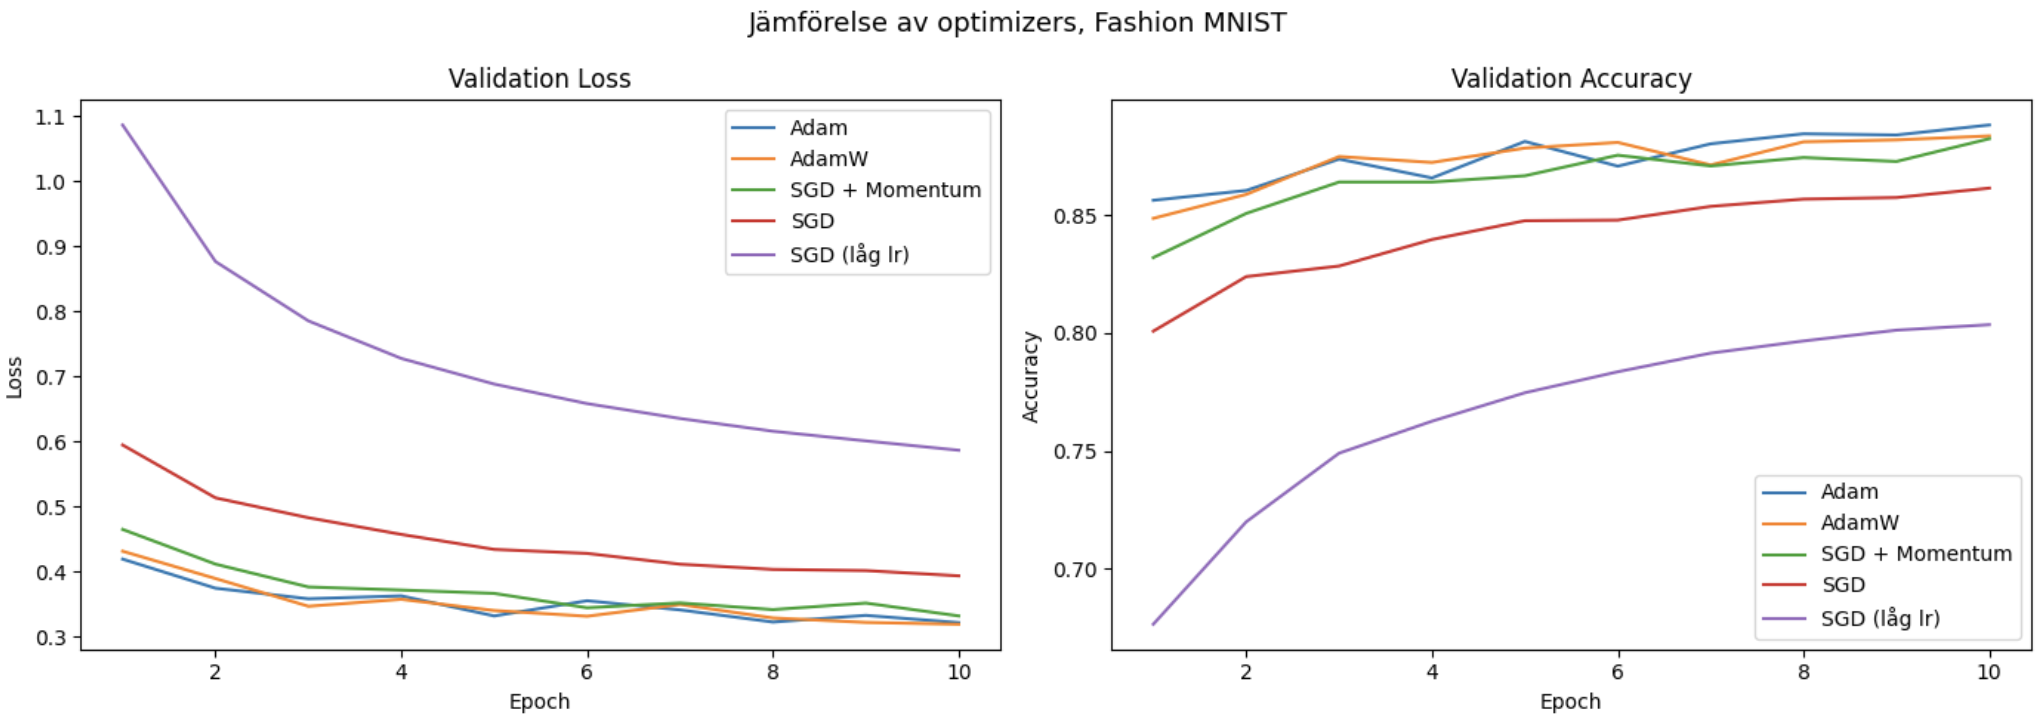 Jämförelse av optimizers, Fashion MNIST
Validation Loss
1.1
1.0
0.9
0.8
0.7
0.6
0.5
0.4
0.3
Loss
2 4 6 8 10
Epoch
Adam
AdamW
SGD + Momentum
SGD
SGD (låg lr)
Validation Accuracy
0.85
0.80
0.75
0.70
Accuracy
2 4 6 8 10
Epoch
Adam
AdamW
SGD + Momentum
SGD
SGD (låg lr)